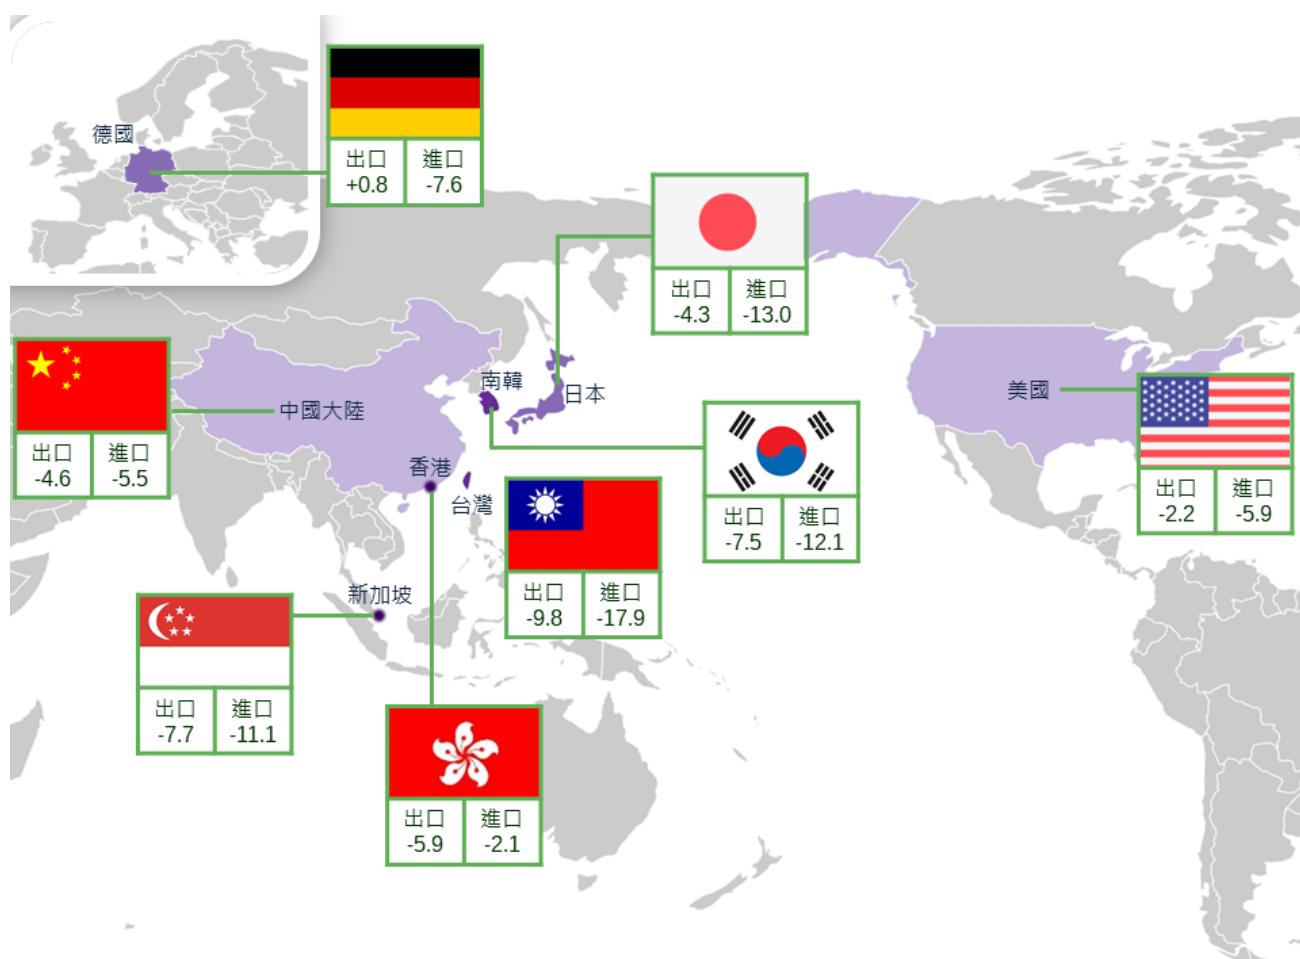 德國
出口 進口
+0.8 -7.6
出口 進口
-4.3 -13.0
南韓
日本
美國
中國大陸
出口 進口
-4.6 -5.5
香港
台灣
出口 進口
-7.5 -12.1
出口 進口
-2.2 -5.9
出口 進口
-9.8 -17.9
新加坡
出口 進口
-7.7 -11.1
出口 進口
-5.9 -2.1